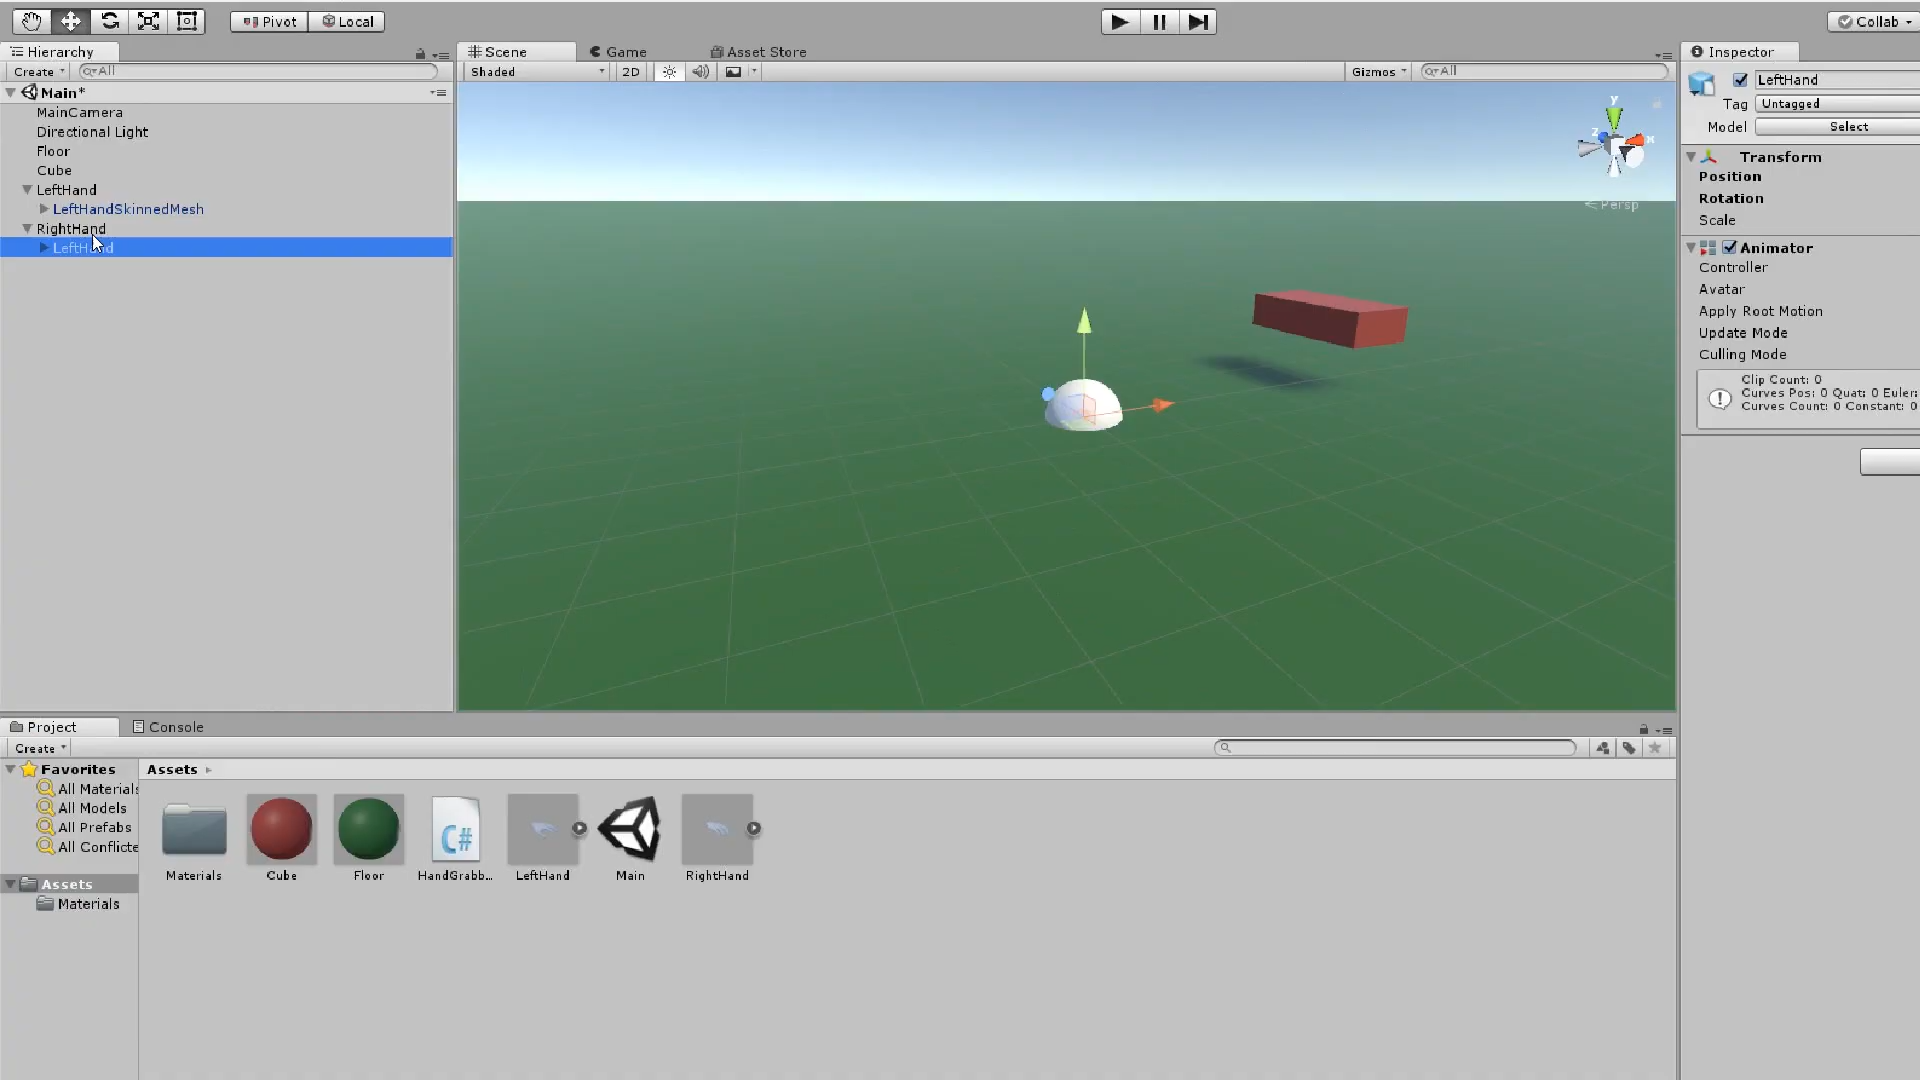 Pivot Local Collab
Hierarchy
Create All
Main*
MainCamera
Directional Light
Floor
Cube
LeftHand
LeftHandSkinnedMesh
RightHand
LeftHand
Scene Game Asset Store
Shaded 2D Gizmos All
y
z x
Persp
Inspector
LeftHand
Tag Untagged
Model Select
Transform
Position
Rotation
Scale
Animator
Controller
Avatar
Apply Root Motion
Update Mode
Culling Mode
Clip Count: 0
Curves Pos: 0 Quat: 0 Euler:
Curves Count: 0 Constant: 0
Project Console
Create
Favorites
All Materials
All Models
All Prefabs
All Conflicte
Assets
Materials
Assets
C#
Materials Cube Floor HandGrabb... LeftHand Main RightHand